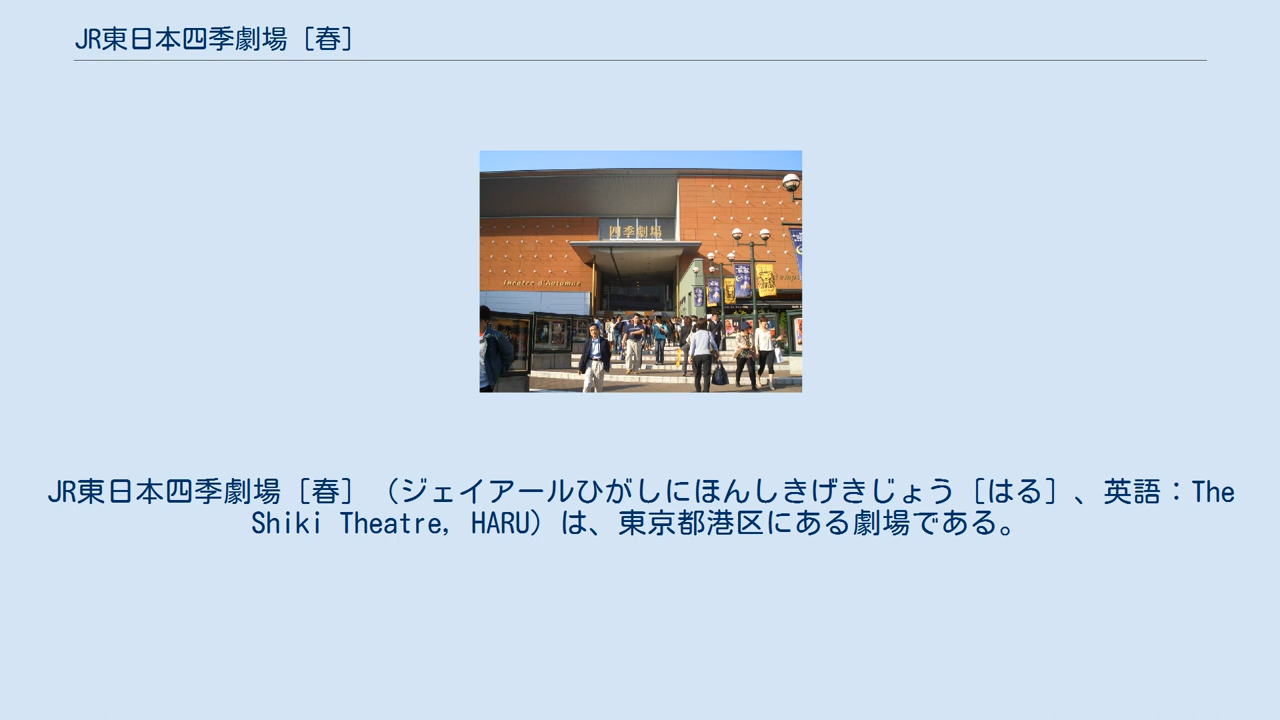 JR東日本四季劇場［春］
四季劇場
Théâtre d'Automne
JR東日本四季劇場［春］（ジェイアールひがしにほんしきげきじょう［はる］、英語：The
Shiki Theatre, HARU）は、東京都港区にある劇場である。